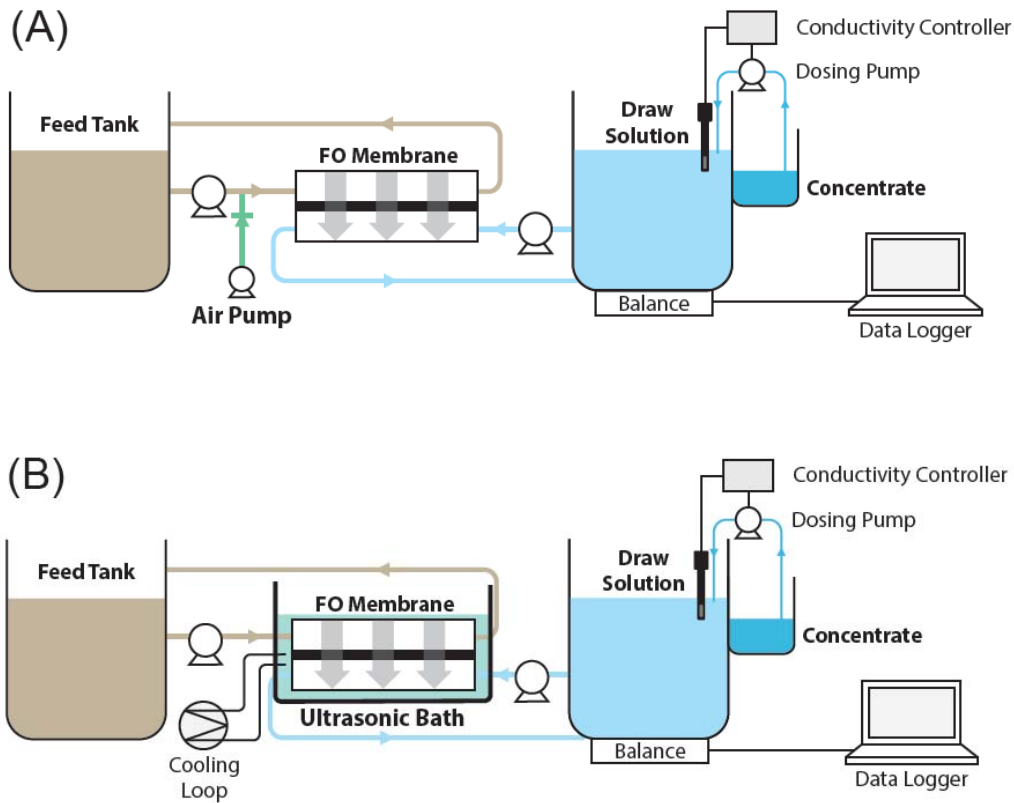 (A)
Conductivity Controller
Dosing Pump
Feed Tank
Draw
Solution
FO Membrane
Concentrate
Air Pump
Balance
Data Logger
(B)
Conductivity Controller
Dosing Pump
Feed Tank
Draw
Solution
FO Membrane
Concentrate
Ultrasonic Bath
Balance
Cooling
Loop
Data Logger